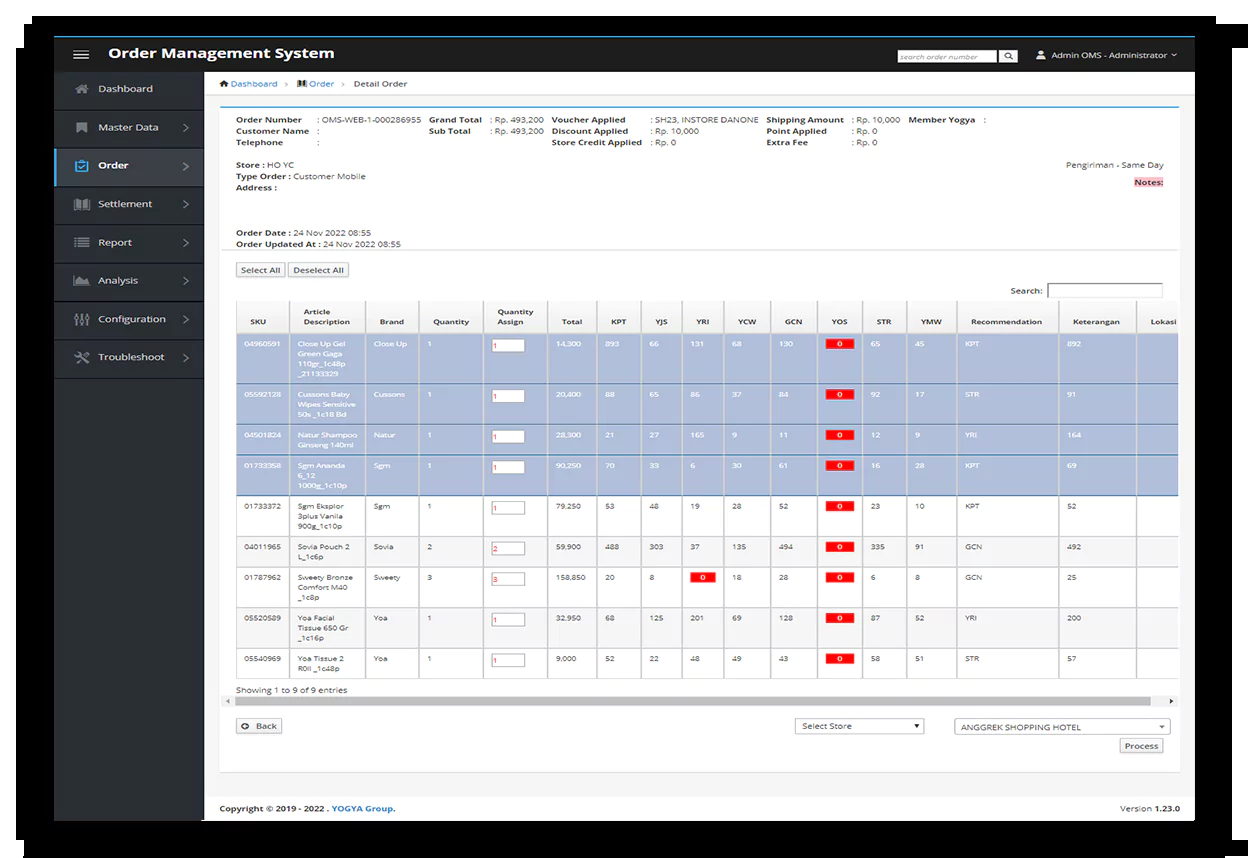 Order Management System
search order number
Admin OMS - Administrator
Dashboard
Master Data
Order
Settlement
Report
Analysis
Configuration
Troubleshoot
Dashboard > Order > Detail Order
Order Number : OMS-WEB-1-000286955 Grand Total : Rp. 493,200 Voucher Applied : SH23, INSTORE DANONE Shipping Amount : Rp. 10,000 Member Yogya :
Customer Name : Sub Total : Rp. 493,200 Discount Applied : Rp. 10,000 Point Applied : Rp. 0
Telephone : Store Credit Applied : Rp. 0 Extra Fee : Rp. 0
Store : HO YC Pengiriman - Same Day
Type Order : Customer Mobile
Notes:
Address :
Order Date : 24 Nov 2022 08:55
Order Updated At : 24 Nov 2022 08:55
Select All Deselect All
Search:
SKU Article Description Brand Quantity Quantity Assign Total KPT YJS YRI YCW GCN YOS STR YMW Recommendation Keterangan Lokasi
04960591 Close Up Gel 1 1 14,300 893 66 131 68 130 0 65 45 KPT 892
Green Gaga
110gr_1c48p
_21133329
Close Up
05592128 Cussons Baby Cussons 1 1 20,400 88 65 86 37 84 0 92 17 STR 91
Wipes Sensitive
50s_1c18 Bd
04501824 Natur Shampoo Natur 1 1 28,300 21 27 165 9 11 0 12 9 YRI 164
Ginseng 140ml
01733358 Sgm Ananda Sgm 1 1 90,250 70 33 6 30 61 0 16 28 KPT 69
6_12
1000g_1c10p
01733372 Sgm Eksplor Sgm 1 1 79,250 53 48 19 28 52 0 23 10 KPT 52
3plus Vanila
900g_1c10p
04011965 Sovia Pouch 2 Sovia 2 2 59,900 488 303 37 135 494 0 335 91 GCN 492
L_1c6p
01787962 Sweety Bronze Sweety 3 3 158,850 20 8 0 18 28 0 6 8 GCN 25
Comfort M40
_1c8p
05520589 Yoa Facial Yoa 1 1 32,950 68 125 201 69 128 0 87 52 YRI 200
Tissue 650 Gr
_1c16p
05540969 Yoa Tissue 2 Yoa 1 1 9,000 52 22 48 49 43 0 58 51 STR 57
Roll _1c48p
Showing 1 to 9 of 9 entries
Back Select Store ANGGREK SHOPPING HOTEL
Process
Copyright © 2019 - 2022 . YOGYA Group. Version 1.23.0